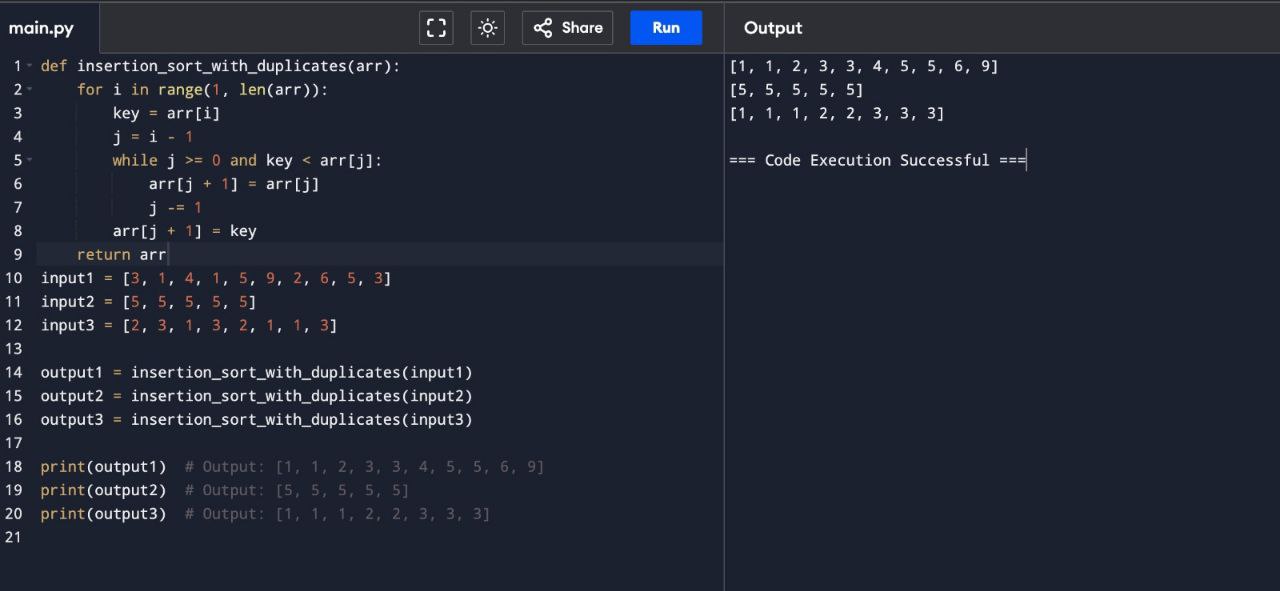 main.py
Share
Run
Output
1 def insertion_sort_with_duplicates(arr):
2     for i in range(1, len(arr)):
3         key = arr[i]
4         j = i - 1
5         while j >= 0 and key < arr[j]:
6             arr[j + 1] = arr[j]
7             j -= 1
8         arr[j + 1] = key
9     return arr
10 input1 = [3, 1, 4, 1, 5, 9, 2, 6, 5, 3]
11 input2 = [5, 5, 5, 5, 5]
12 input3 = [2, 3, 1, 3, 2, 1, 1, 3]
13
14 output1 = insertion_sort_with_duplicates(input1)
15 output2 = insertion_sort_with_duplicates(input2)
16 output3 = insertion_sort_with_duplicates(input3)
17
18 print(output1)  # Output: [1, 1, 2, 3, 3, 4, 5, 5, 6, 9]
19 print(output2)  # Output: [5, 5, 5, 5, 5]
20 print(output3)  # Output: [1, 1, 1, 2, 2, 3, 3, 3]
21
[1, 1, 2, 3, 3, 4, 5, 5, 6, 9]
[5, 5, 5, 5, 5]
[1, 1, 1, 2, 2, 3, 3, 3]
=== Code Execution Successful ===